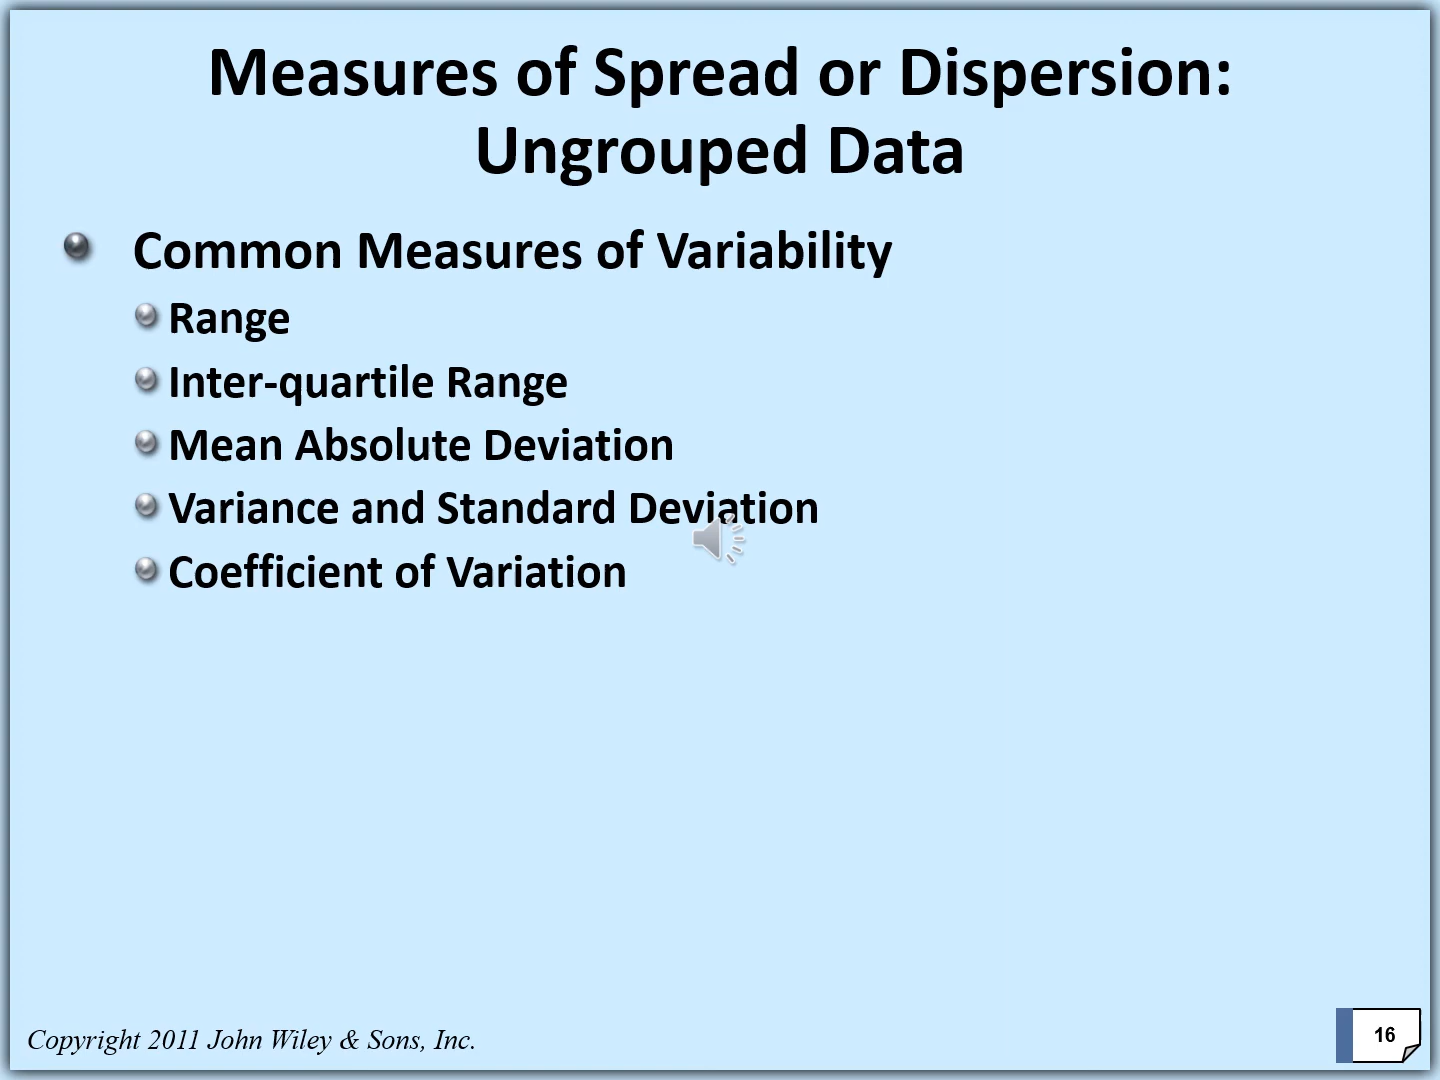 Measures of Spread or Dispersion:
Ungrouped Data
Common Measures of Variability
Range
Inter-quartile Range
Mean Absolute Deviation
Variance and Standard Deviation
Coefficient of Variation
Copyright 2011 John Wiley & Sons, Inc.
16